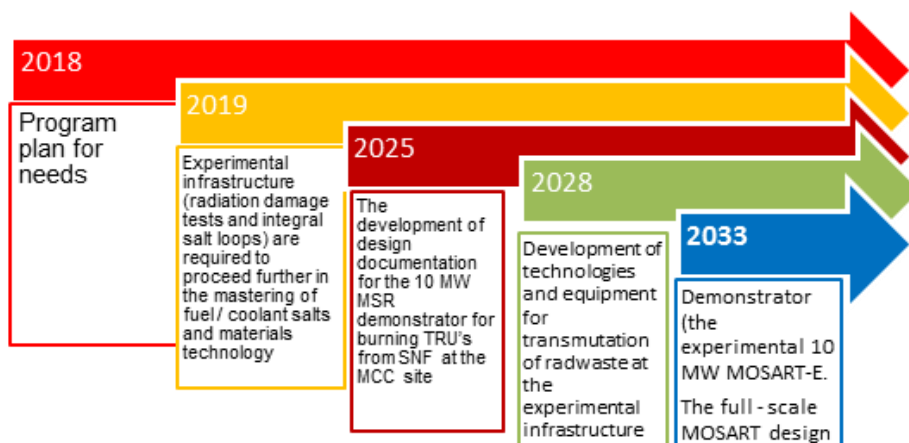 2018
Program
plan for
needs
2019
Experimental
infrastructure
(radiation damage
tests and integral
salt loops) are
required to
proceed further in
the mastering of
fuel / coolant salts
and materials
technology
2025
The
development of
design
documentation
for the 10 MW
MSR
demonstrator for
burning TRU's
from SNF at the
MCC site
2028
Development of
technologies
and equipment
for
transmutation
of radwaste at
the
experimental
infrastructure
2033
Demonstrator
(the
experimental 10
MW MOSART-E.
The full - scale
MOSART design